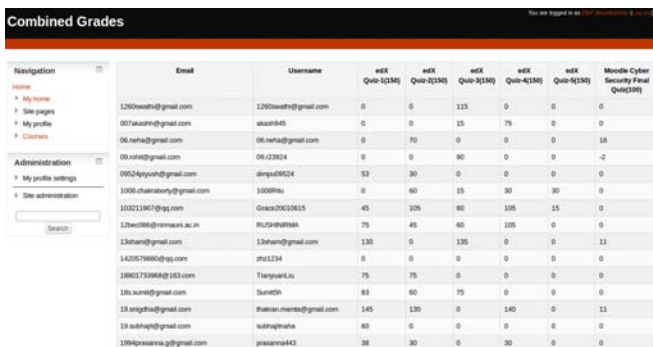 Combined Grades
You are logged in as
Navigation
Home
My home
Site pages
My profile
Courses
Administration
My profile settings
Site administration
Search
Email Username edX Quiz-1(150) edX Quiz-2(150) edX Quiz-3(150) edX Quiz-4(150) edX Quiz-5(150) Moodle Cyber Security Final Quiz(100)
1260swathi@gmail.com 1260swathi@gmail.com 0 0 115 0 0 0
007akashh@gmail.com akash945 0 0 15 75 0 0
06.neha@gmail.com 06.neha@gmail.com 0 70 0 0 0 18
09.rohit@gmail.com 09.r23924 0 0 90 0 0 -2
09524piyush@gmail.com dimpu09524 53 30 0 0 0 0
1008.chakraborty@gmail.com 1008Ritu 0 60 15 30 30 0
103211907@qq.com Grace20010615 45 105 60 105 15 0
12bec086@nirmauni.ac.in RUSHINIRMA 75 45 60 105 0 0
13sham@gmail.com 13sham@gmail.com 130 0 135 0 0 11
1420579880@qq.com zhz1234 0 0 0 0 0 0
18801733968@163.com TianyuanLiu 75 75 0 0 0 0
18s.sumit@gmail.com SumitSh 83 60 75 0 0 0
19.snigdha@gmail.com thakran.mamta@gmail.com 145 130 0 140 0 11
19.subhajit@gmail.com subhajitnaha 60 0 0 0 0 0
1994prasanna.g@gmail.com prasanna443 38 30 0 30 0 0